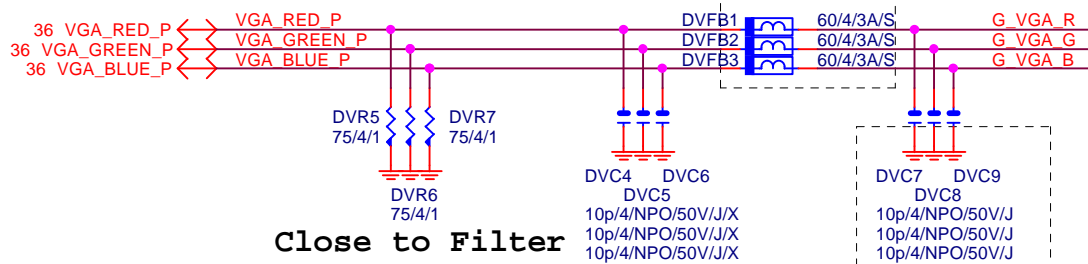 36 VGA_RED_P VGA_RED_P DVFB1 60/4/3A/S G_VGA_R
36 VGA_GREEN_P VGA_GREEN_P DVFB2 60/4/3A/S G_VGA_G
36 VGA_BLUE_P VGA_BLUE_P DVFB3 60/4/3A/S G_VGA_B
DVR5 DVR7
75/4/1 75/4/1
DVR6
75/4/1
DVC4 DVC6
DVC5
10p/4/NPO/50V/J/X
10p/4/NPO/50V/J/X
10p/4/NPO/50V/J/X
DVC7 DVC9
DVC8
10p/4/NPO/50V/J
10p/4/NPO/50V/J
10p/4/NPO/50V/J
Close to Filter